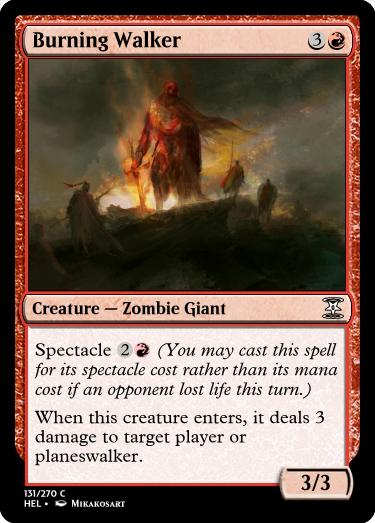 Burning Walker 3
Creature — Zombie Giant
Spectacle 2 (You may cast this spell
for its spectacle cost rather than its mana
cost if an opponent lost life this turn.)
When this creature enters, it deals 3
damage to target player or
planeswalker.
3/3
131/270 C
HEL • Mikakosart